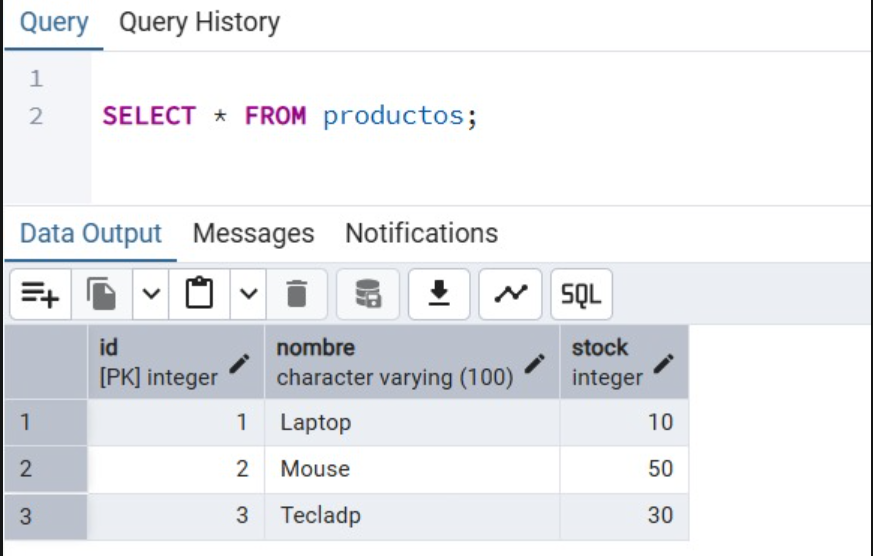 Query Query History
1
2 SELECT * FROM productos;
Data Output Messages Notifications
SQL
id nombre stock
[PK] integer character varying (100) integer
1 1 Laptop 10
2 2 Mouse 50
3 3 Tecladp 30